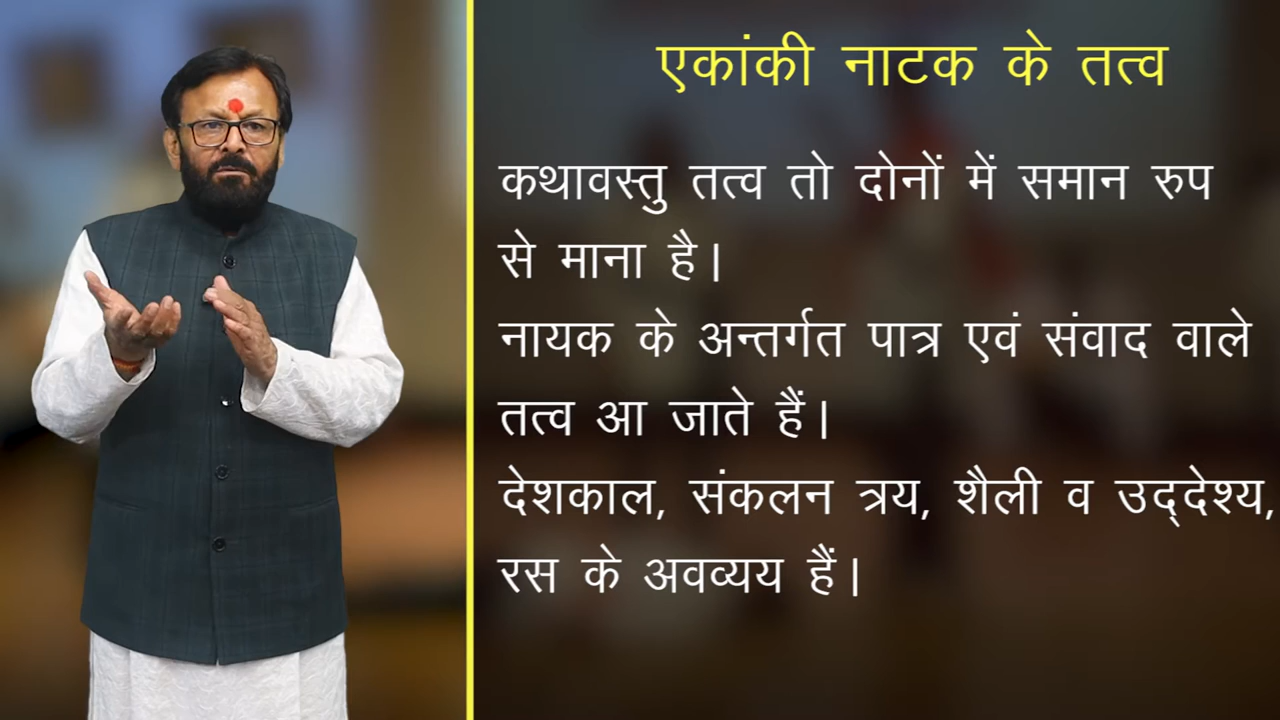 एकांकी नाटक के तत्व
कथावस्तु तत्व तो दोनों में समान रुप
से माना है।
नायक के अन्तर्गत पात्र एवं संवाद वाले
तत्व आ जाते हैं।
देशकाल, संकलन त्रय, शैली व उद्‌देश्य,
रस के अवव्यय हैं।